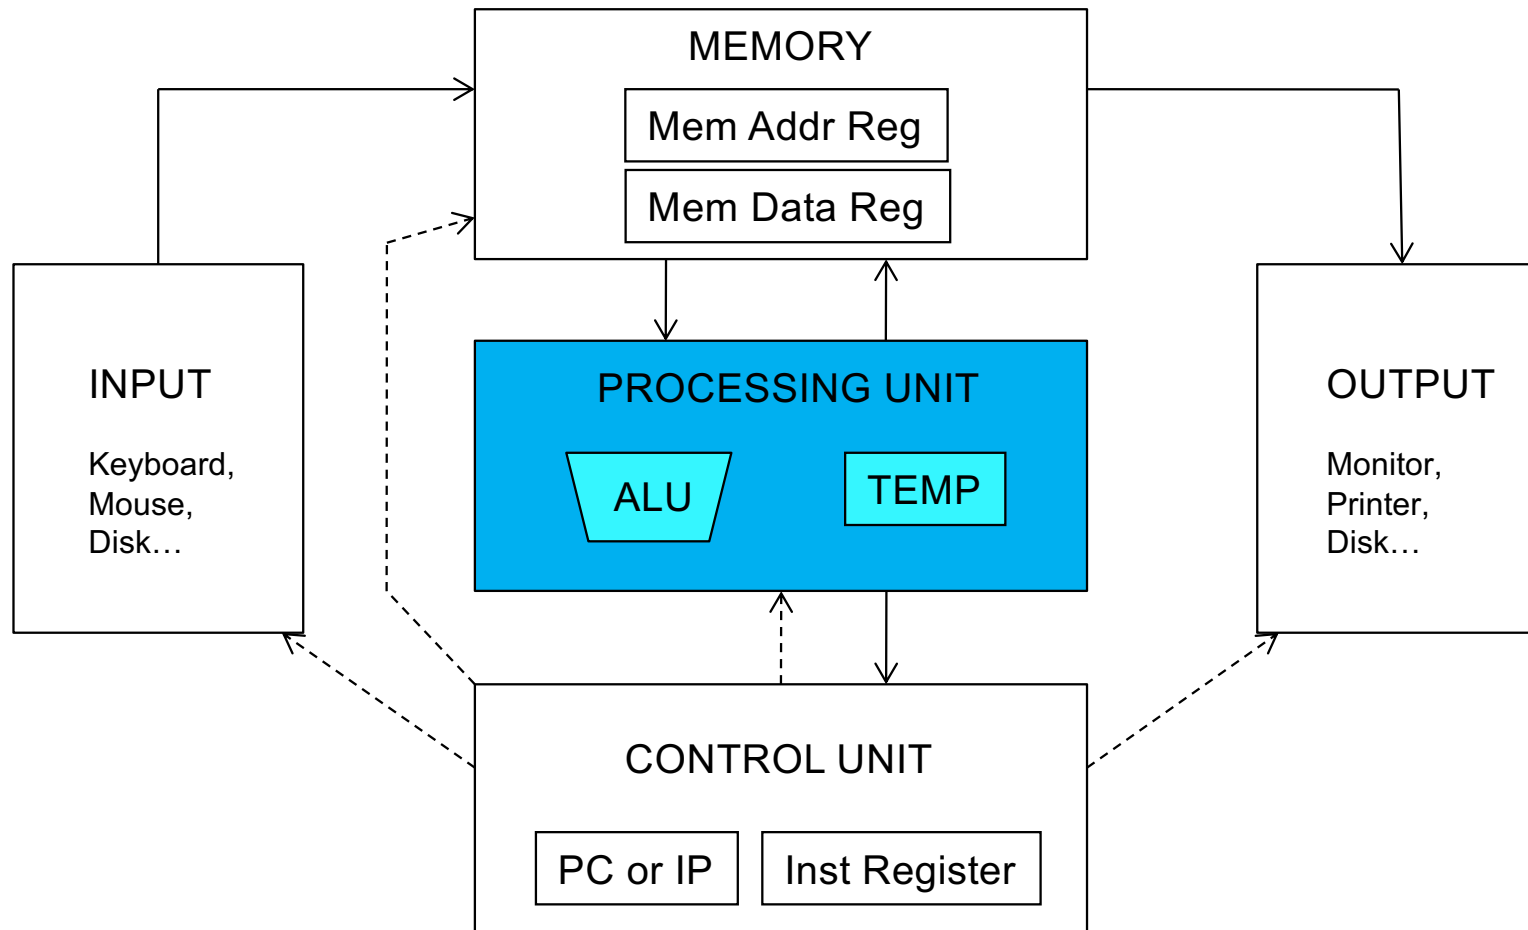 MEMORY
Mem Addr Reg
Mem Data Reg
INPUT
Keyboard,
Mouse,
Disk…
PROCESSING UNIT
ALU
TEMP
OUTPUT
Monitor,
Printer,
Disk…
CONTROL UNIT
PC or IP
Inst Register